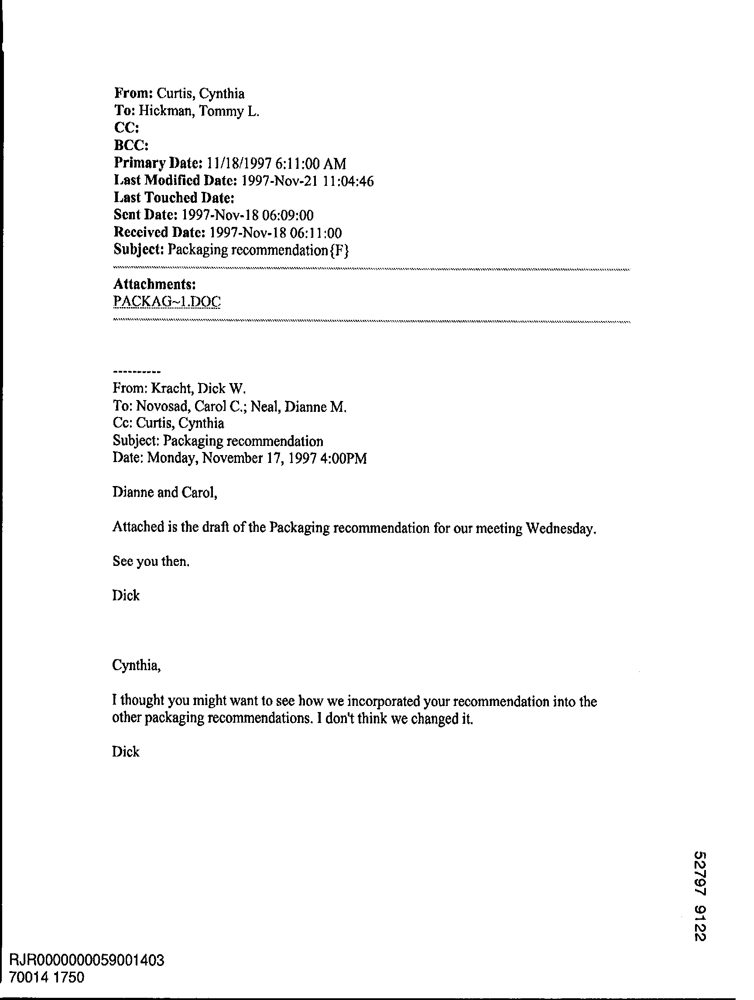 From: Curtis, Cynthia
To: Hickman, Tommy L.
CC:
BCC:
Primary Date: 11/18/1997 6:11:00 AM
Last Modified Date: 1997-Nov-21 11:04:46
Last Touched Date:
Sent Date: 1997-Nov-18 06:09:00
Received Date: 1997-Nov-18 06:11:00
Subject: Packaging recommendation{F}
Attachments:
PACKAG~1.DOC
----------
From: Kracht, Dick W.
To: Novosad, Carol C.; Neal, Dianne M.
Cc: Curtis, Cynthia
Subject: Packaging recommendation
Date: Monday, November 17, 1997 4:00PM
Dianne and Carol,
Attached is the draft of the Packaging recommendation for our meeting Wednesday.
See you then.
Dick
Cynthia,
I thought you might want to see how we incorporated your recommendation into the
other packaging recommendations. I don't think we changed it.
Dick
52797 9122
RJR0000000059001403
70014 1750